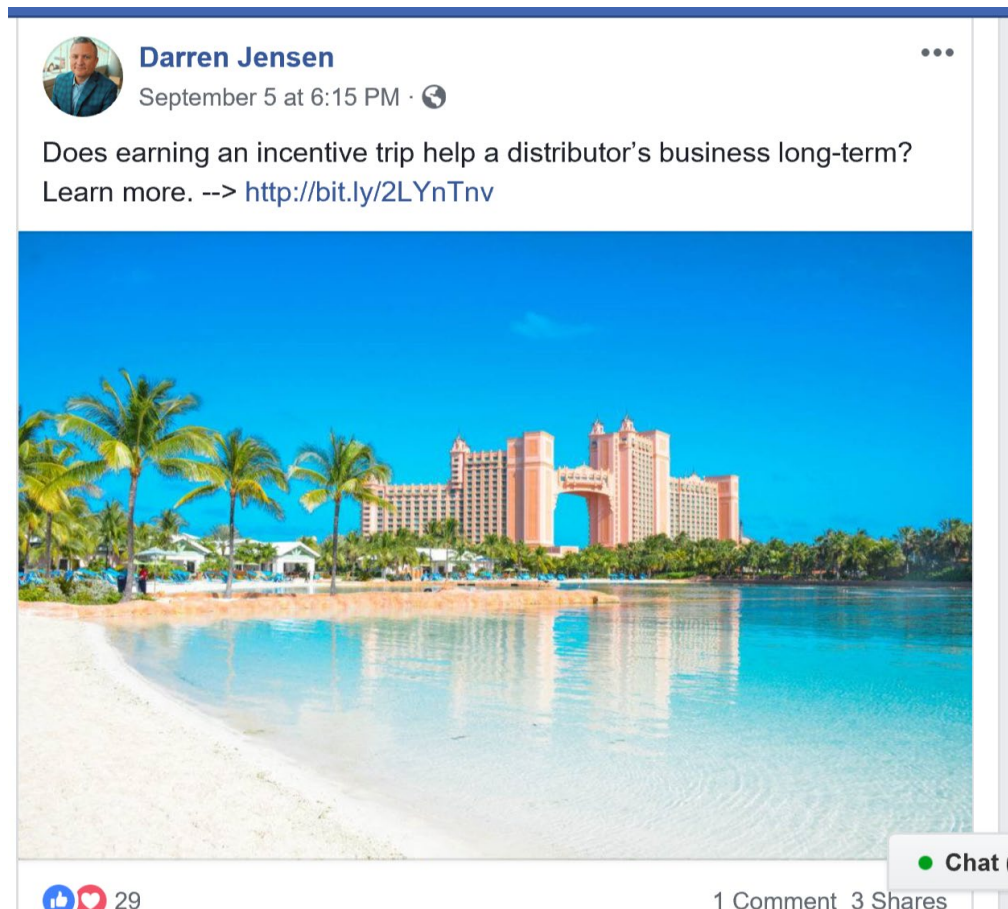 Darren Jensen
September 5 at 6:15 PM ·
Does earning an incentive trip help a distributor’s business long-term?
Learn more. --> http://bit.ly/2LYnTnv
Chat
29
1 Comment 3 Shares